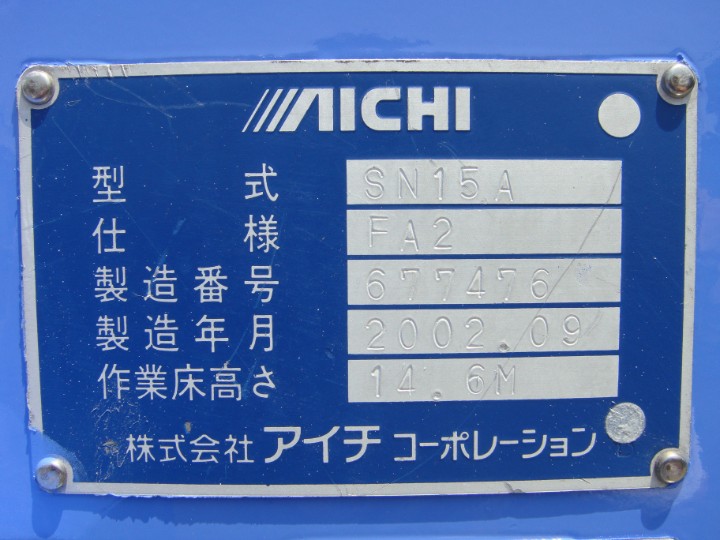 AICHI
型式 SN15A
仕様 FA2
製造番号 677476
製造年月 2002.09
作業床高さ 14.6M
株式会社 アイチ コーポレーション